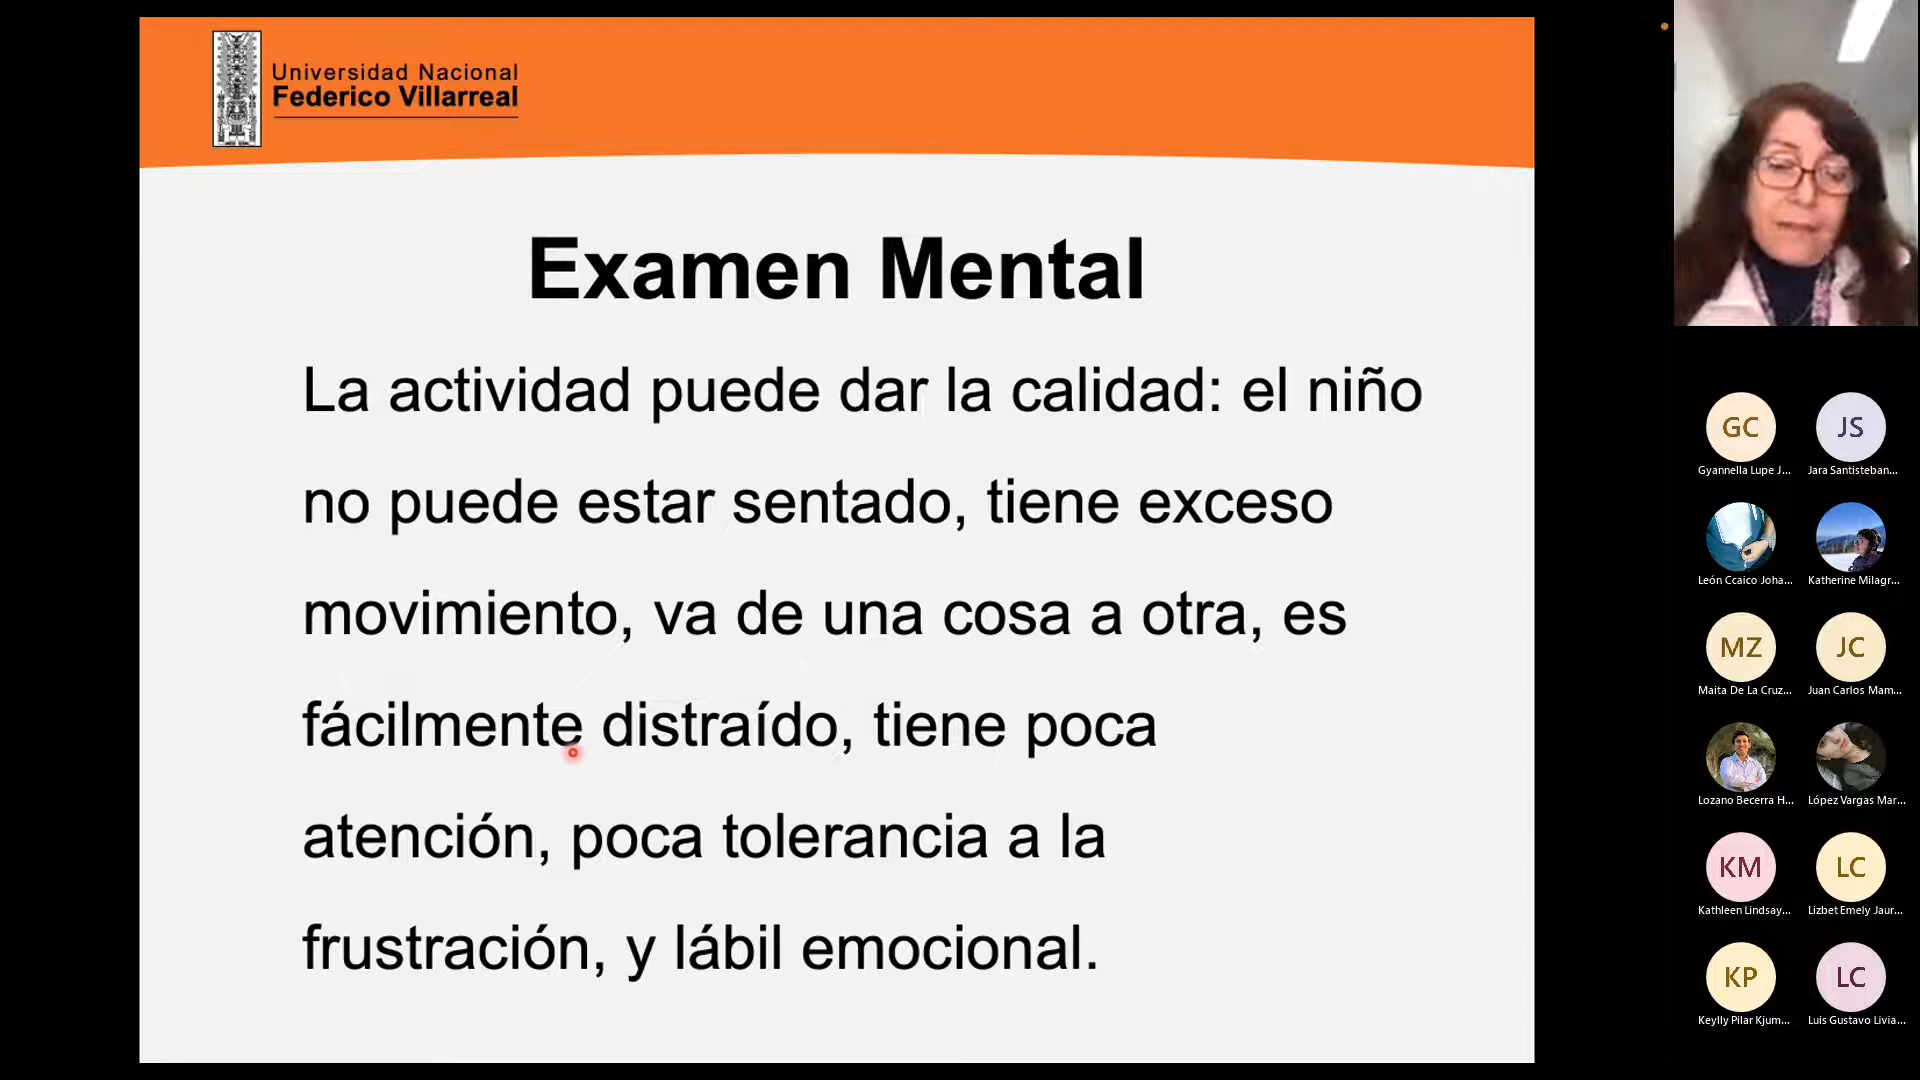 Universidad Nacional
Federico Villarreal
Examen Mental
La actividad puede dar la calidad: el niño
no puede estar sentado, tiene exceso
movimiento, va de una cosa a otra, es
fácilmente distraído, tiene poca
atención, poca tolerancia a la
frustración, y lábil emocional.
GC
JS
Gyannella Lupe J...
Jara Santisteban...
León Ccaico Joha...
Katherine Milagr...
MZ
JC
Maita De La Cruz...
Juan Carlos Mam...
Lozano Becerra H...
López Vargas Mar...
KM
LC
Kathleen Lindsay...
Lizbet Emely Jaur...
KP
LC
Keylly Pilar Kjum...
Luis Gustavo Livia...